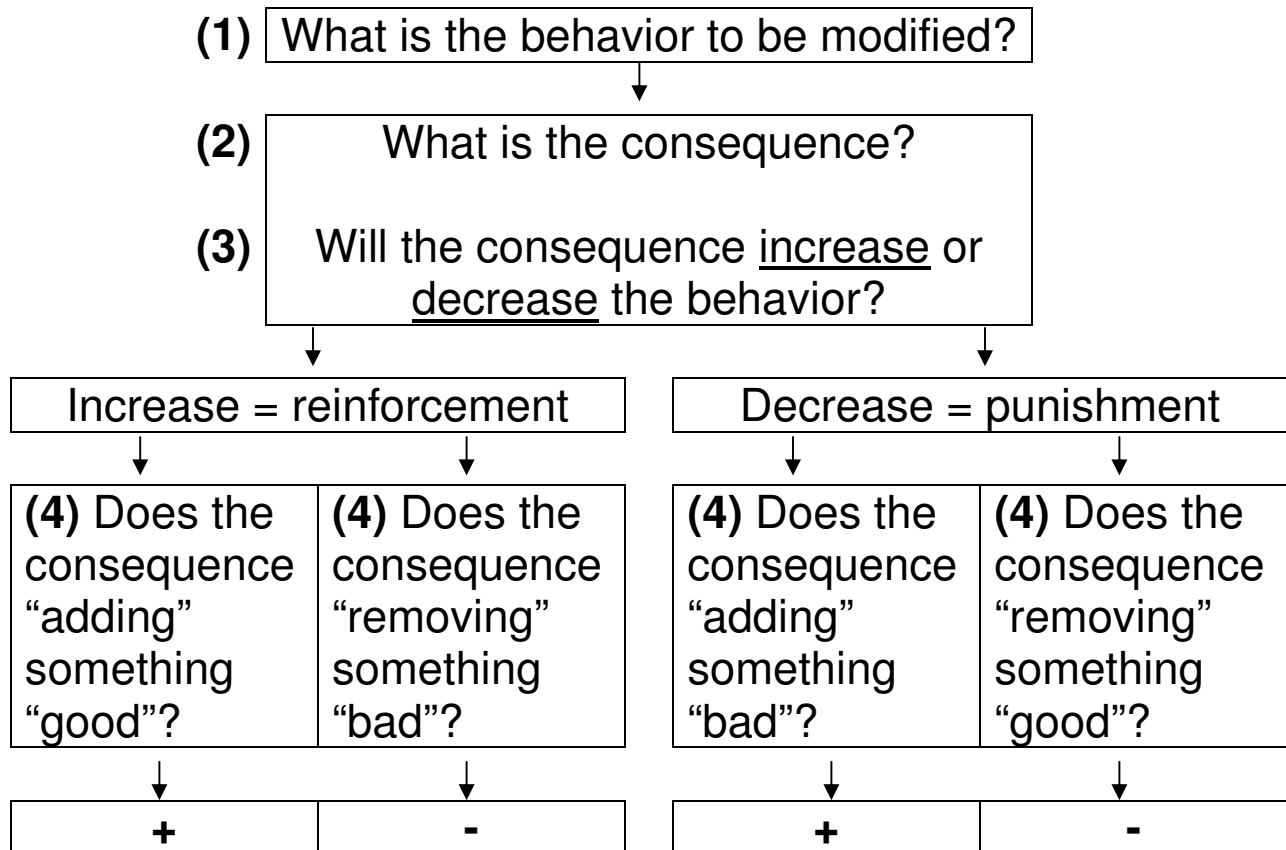 (1) What is the behavior to be modified?
(2) What is the consequence?
(3) Will the consequence increase or
decrease the behavior?
Increase = reinforcement
Decrease = punishment
(4) Does the
consequence
“adding”
something
“good”?
(4) Does the
consequence
“removing”
something
“bad”?
(4) Does the
consequence
“adding”
something
“bad”?
(4) Does the
consequence
“removing”
something
“good”?
+
-
+
-